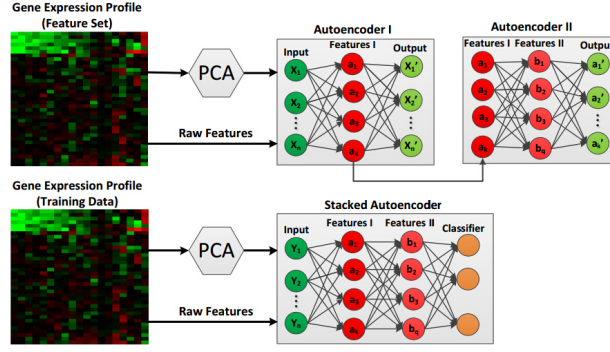 Gene Expression Profile
(Feature Set)
PCA
Raw Features
Autoencoder I
Input
Features I
Output
X1
X2
Xn
a1
a2
a3
ak
X1'
X2'
Xn'
Autoencoder II
Features I
Features II
Output
a1
a2
a3
ak
b1
b2
b3
bq
a1'
a2'
ak'
Gene Expression Profile
(Training Data)
PCA
Raw Features
Stacked Autoencoder
Input
Features I
Features II
Classifier
Y1
Y2
Yn
a1
a2
a3
ak
b1
b2
b3
bq